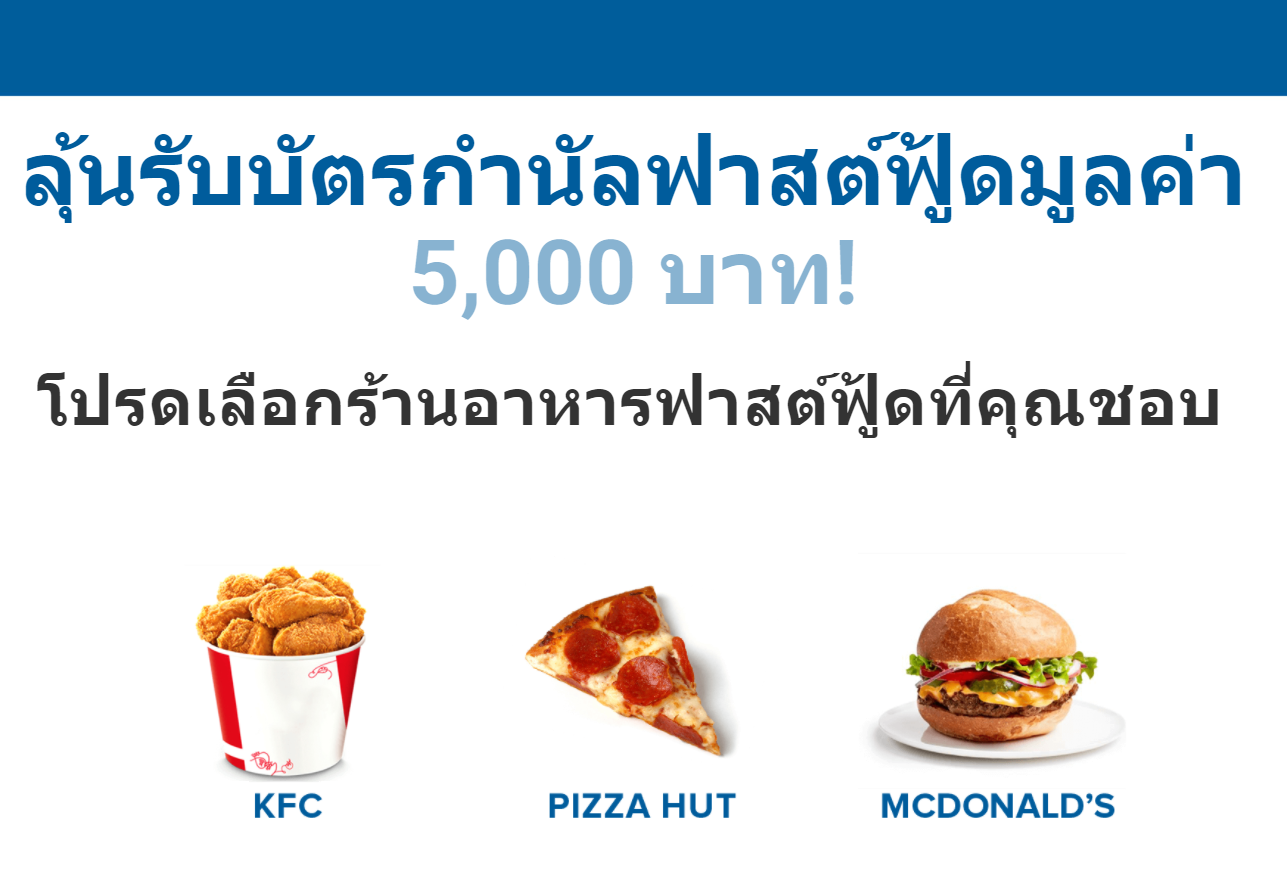 ลุ้นรับบัตรกำนัลฟาสต์ฟู้ดมูลค่า
5,000 บาท!
โปรดเลือกร้านอาหารฟาสต์ฟู้ดที่คุณชอบ
KFC
PIZZA HUT
MCDONALD’S